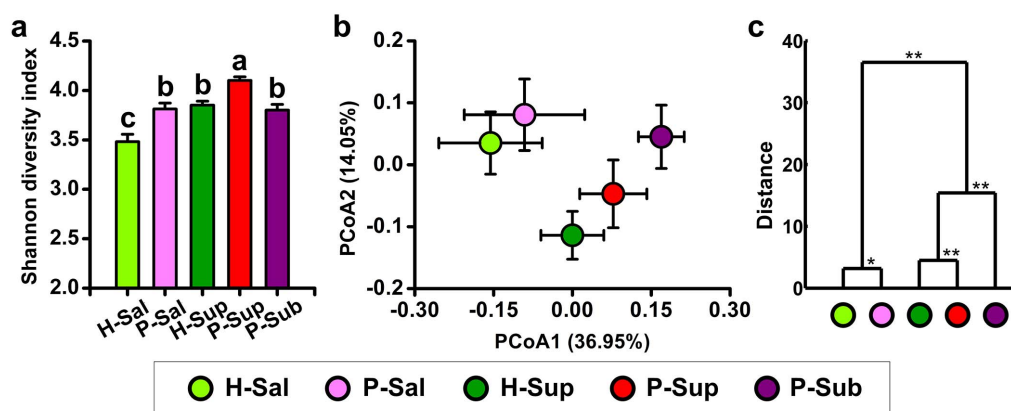 a
Shannon diversity index
4.5
4.0
3.5
3.0
2.5
2.0
c
b
b
a
b
H-Sal
P-Sal
H-Sup
P-Sup
P-Sub
b
PCoA2 (14.05%)
0.2
0.1
0.0
-0.1
-0.2
-0.30
-0.15
0.00
0.15
0.30
PCoA1 (36.95%)
c
Distance
40
30
20
10
0
**
**
**
*
H-Sal
P-Sal
H-Sup
P-Sup
P-Sub